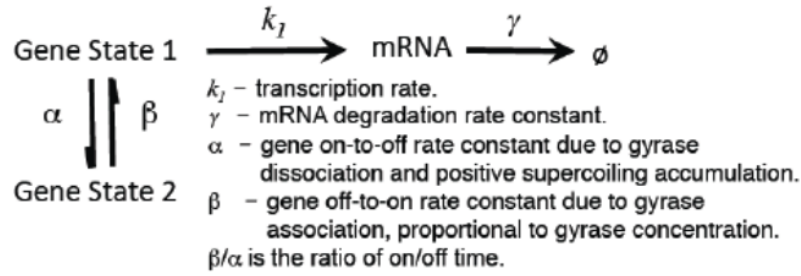 k₁ γ
Gene State 1 mRNA ø
α β
Gene State 2
k₁ – transcription rate.
γ – mRNA degradation rate constant.
α – gene on-to-off rate constant due to gyrase
dissociation and positive supercoiling accumulation.
β – gene off-to-on rate constant due to gyrase
association, proportional to gyrase concentration.
β/α is the ratio of on/off time.